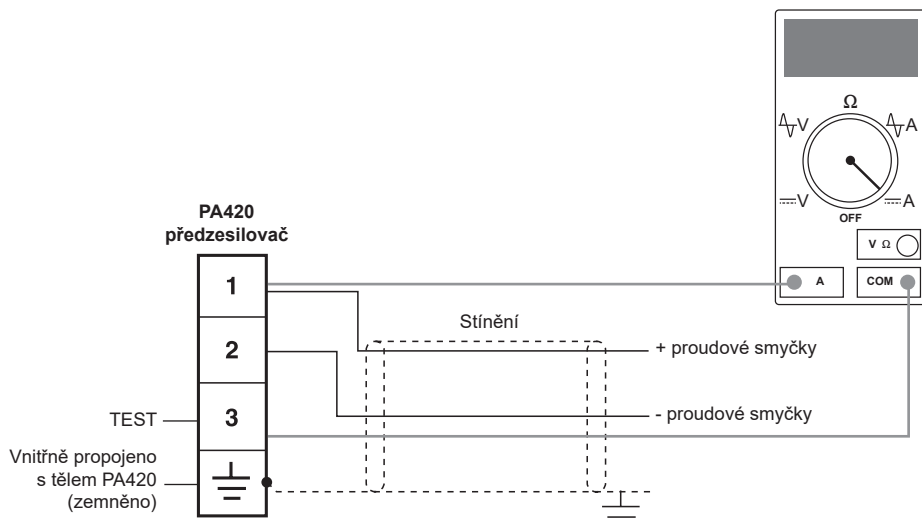 Ω
V
A
V
A
OFF
V Ω
A
COM
PA420
předzesilovač
1
2
3
Stínění
+ proudové smyčky
- proudové smyčky
TEST
Vnitřně propojeno
s tělem PA420
(zemněno)